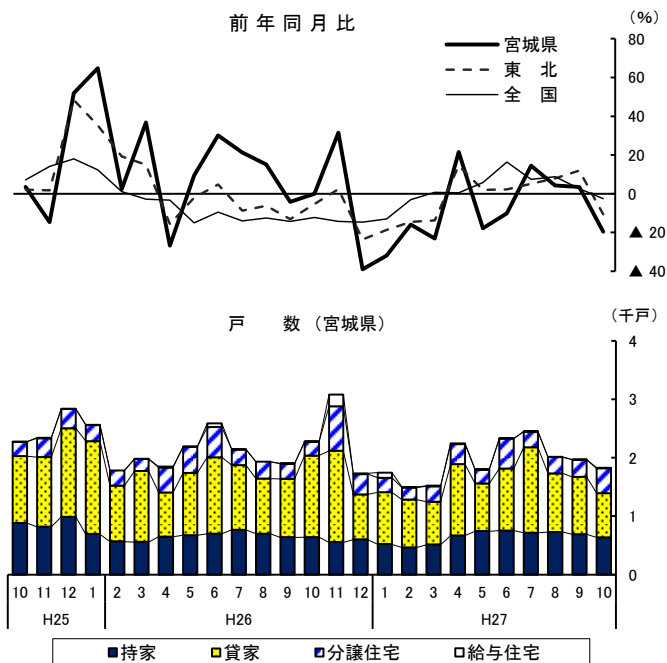 前年同月比
(%)
80
宮城県
60
東 北
40
全 国
20
0
▲ 20
▲ 40
戸 数 (宮城県)
(千戸)
4
3
2
1
0
10 11 12 1 2 3 4 5 6 7 8 9 10 11 12 1 2 3 4 5 6 7 8 9 10
H25 H26 H27
持家 貸家 分譲住宅 給与住宅